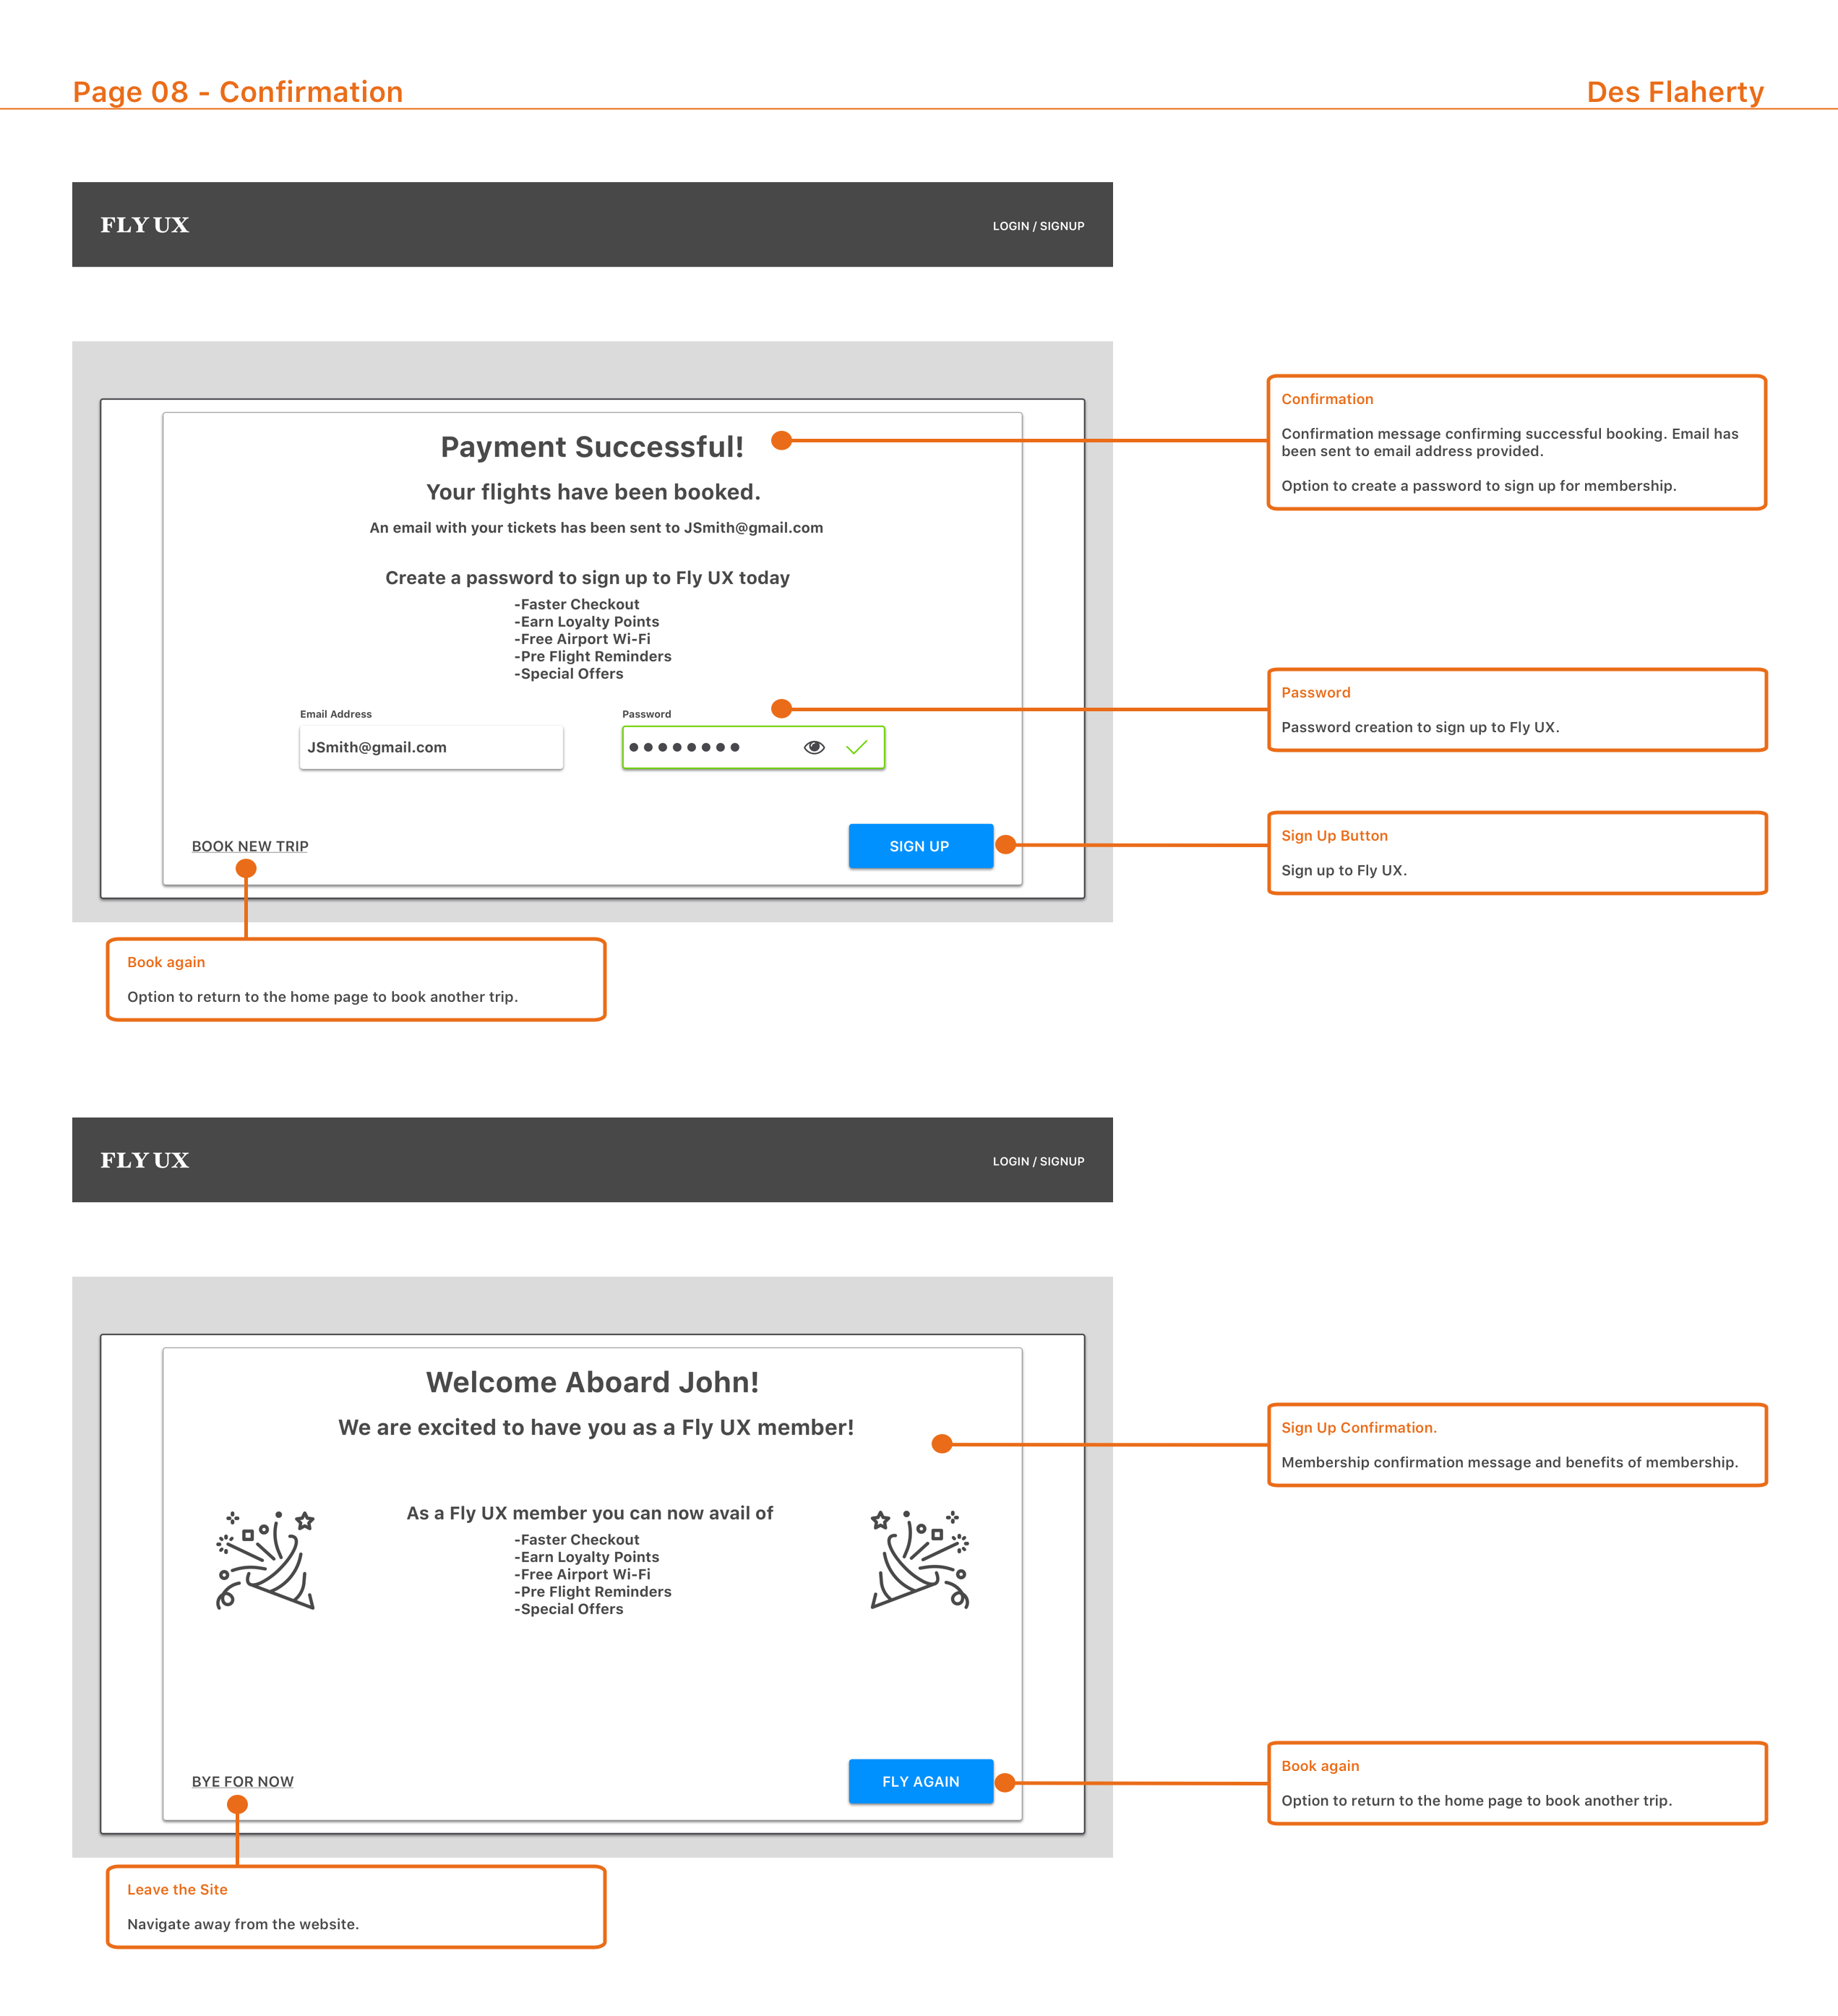 Page 08 - Confirmation
Des Flaherty
FLY UX
LOGIN / SIGNUP
Payment Successful!
Your flights have been booked.
An email with your tickets has been sent to JSmith@gmail.com
Create a password to sign up to Fly UX today
-Faster Checkout
-Earn Loyalty Points
-Free Airport Wi-Fi
-Pre Flight Reminders
-Special Offers
Email Address
Password
JSmith@gmail.com
BOOK NEW TRIP
SIGN UP
Confirmation
Confirmation message confirming successful booking. Email has
been sent to email address provided.
Option to create a password to sign up for membership.
Password
Password creation to sign up to Fly UX.
Sign Up Button
Sign up to Fly UX.
Book again
Option to return to the home page to book another trip.
FLY UX
LOGIN / SIGNUP
Welcome Aboard John!
We are excited to have you as a Fly UX member!
As a Fly UX member you can now avail of
-Faster Checkout
-Earn Loyalty Points
-Free Airport Wi-Fi
-Pre Flight Reminders
-Special Offers
BYE FOR NOW
FLY AGAIN
Sign Up Confirmation.
Membership confirmation message and benefits of membership.
Book again
Option to return to the home page to book another trip.
Leave the Site
Navigate away from the website.